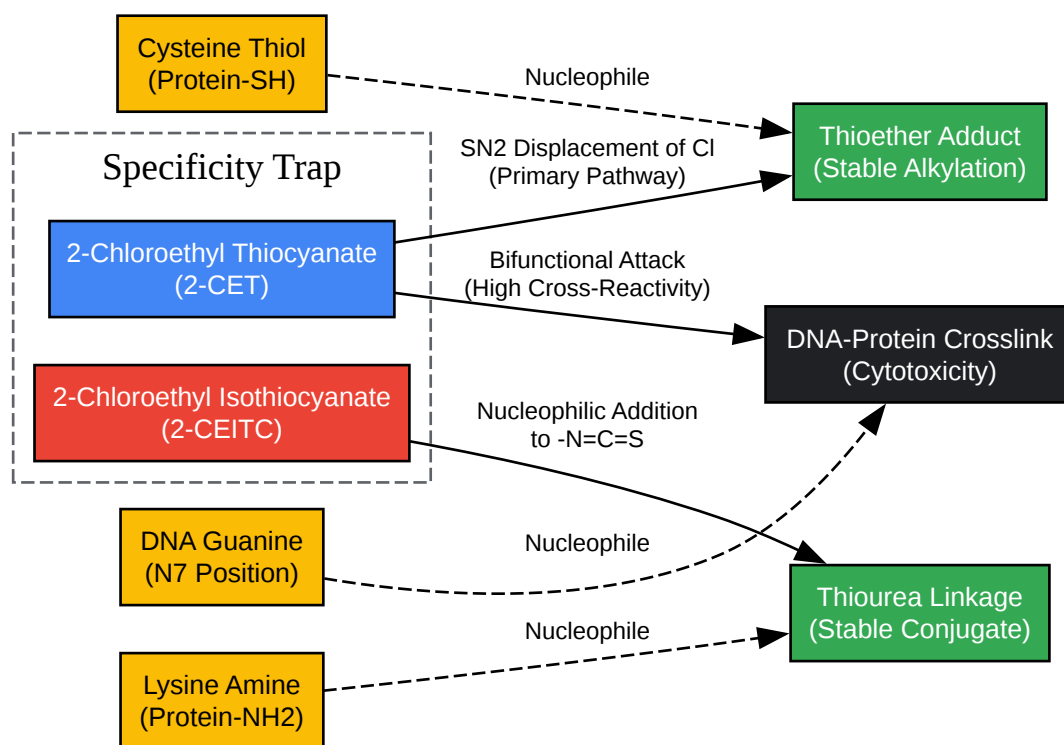 Cysteine Thiol
(Protein-SH)
Nucleophile
Thioether Adduct
(Stable Alkylation)
Specificity Trap
SN2 Displacement of Cl
(Primary Pathway)
2-Chloroethyl Thiocyanate
(2-CET)
Bifunctional Attack
(High Cross-Reactivity)
DNA-Protein Crosslink
(Cytotoxicity)
2-Chloroethyl Isothiocyanate
(2-CEITC)
Nucleophilic Addition
to -N=C=S
DNA Guanine
(N7 Position)
Nucleophile
Thiourea Linkage
(Stable Conjugate)
Nucleophile
Lysine Amine
(Protein-NH2)